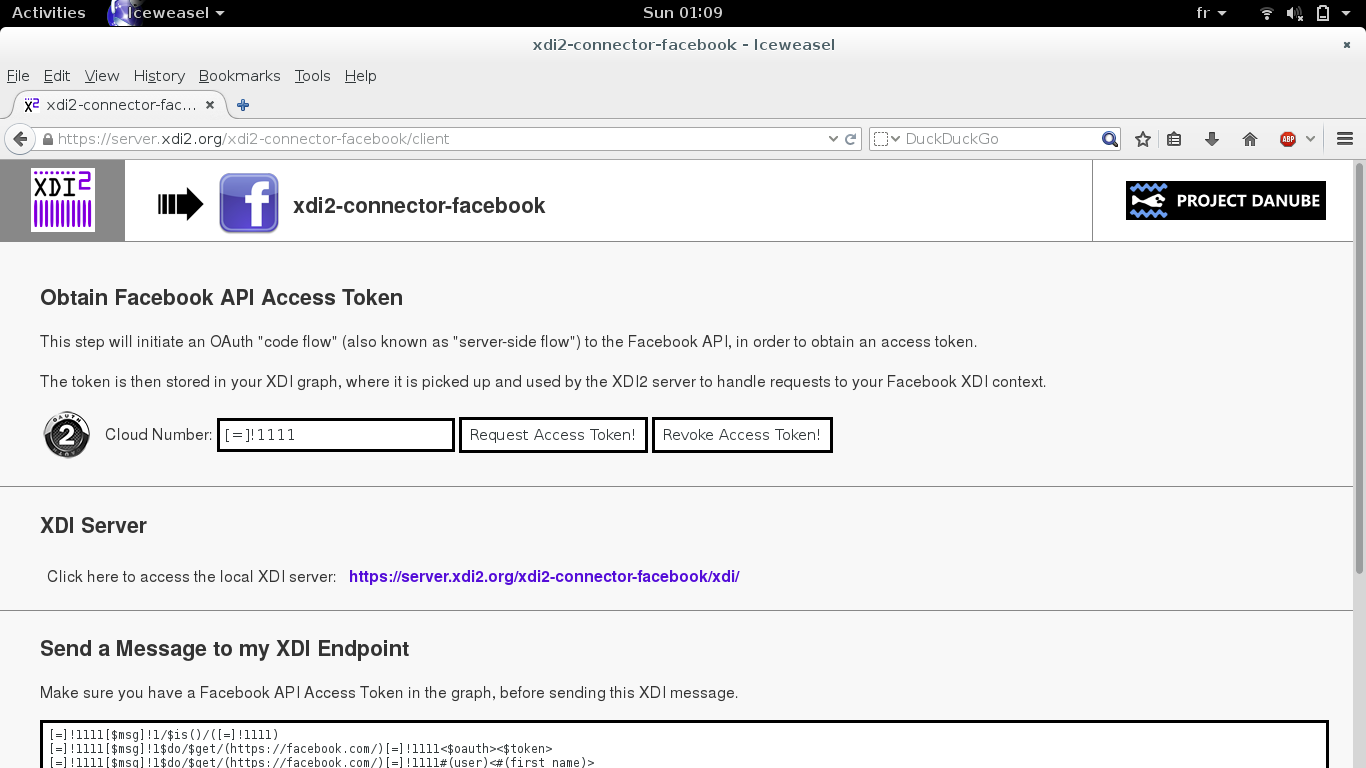 Activities Iceweasel Sun 01:09 fr
xdi2-connector-facebook - Iceweasel
File Edit View History Bookmarks Tools Help
xdi2-connector-fac...
https://server.xdi2.org/xdi2-connector-facebook/client DuckDuckGo ABP
XDI2 f xdi2-connector-facebook PROJECT DANUBE
Obtain Facebook API Access Token
This step will initiate an OAuth "code flow" (also known as "server-side flow") to the Facebook API, in order to obtain an access token.
The token is then stored in your XDI graph, where it is picked up and used by the XDI2 server to handle requests to your Facebook XDI context.
OAUTH 2 Cloud Number: [=]!1111 Request Access Token! Revoke Access Token!
XDI Server
Click here to access the local XDI server: https://server.xdi2.org/xdi2-connector-facebook/xdi/
Send a Message to my XDI Endpoint
Make sure you have a Facebook API Access Token in the graph, before sending this XDI message.
[=]!1111[$msg]!1/$is()/([=]!1111)
[=]!1111[$msg]!1$do/$get/(https://facebook.com/)[=]!1111<$oauth><$token>
[=]!1111[$msg]!1$do/$get/(https://facebook.com/)[=]!1111#(user)<#(first_name)>